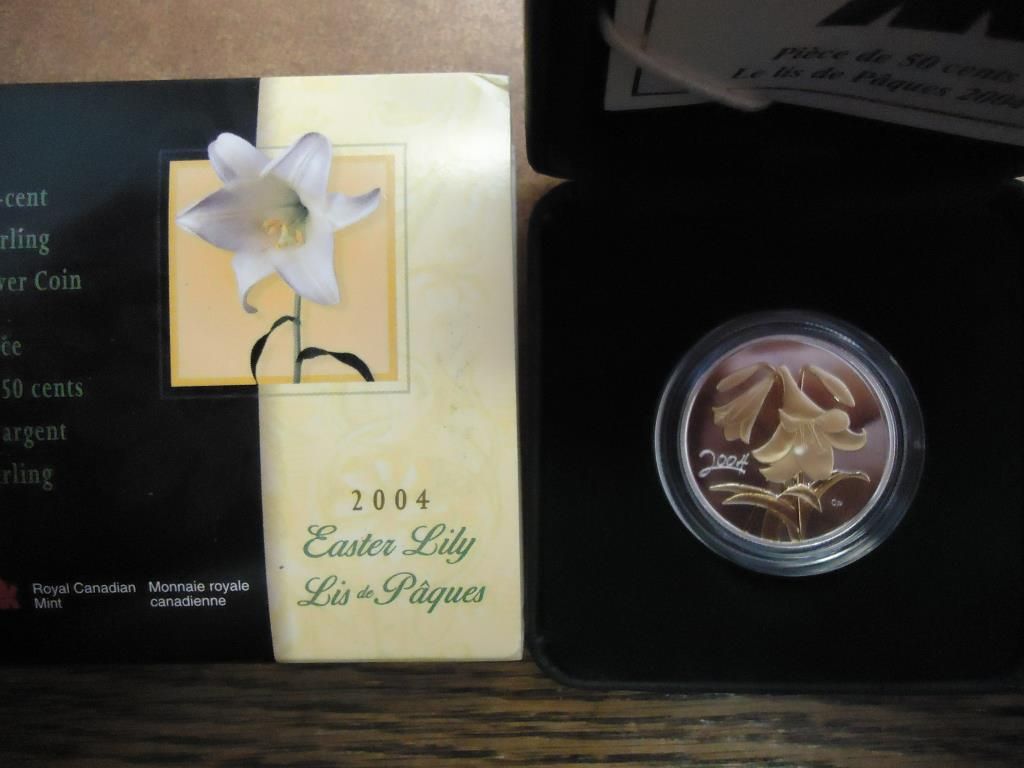 -cent
rling
ver Coin
ce
50 cents
argent
rling
Royal Canadian Mint
Monnaie royale canadienne
2004
Easter Lily
Lis de Pâques
Pièce de 50 cents
Le lis de Pâques 2004
2004